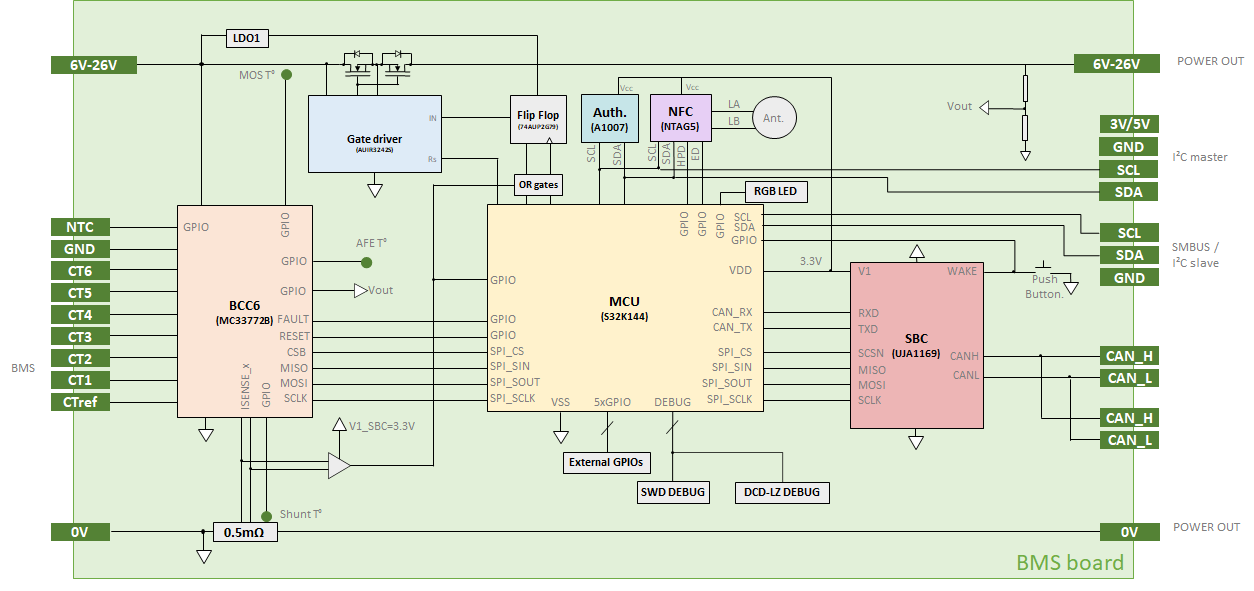 LDO1
6V-26V
6V-26V
POWER OUT
MOS T°
Vcc
Vcc
Vout
IN
Flip Flop
(74AUP2G79)
Auth.
(A1007)
NFC
(NTAG5)
LA
LB
Ant.
3V/5V
Gate driver
(AUIR3242S)
Rs
GND
I²C master
SCL
SDA
SCL
SDA
HPD
ED
SCL
OR gates
RGB LED
SDA
NTC
GPIO
GPIO
GPIO
GPIO
GPIO
SCL
SDA
GPIO
SCL
GND
AFE T°
SDA
SMBUS /
I²C slave
CT6
GPIO
GPIO
VDD
3.3V
V1
WAKE
GND
Push
Button.
CT5
GPIO
Vout
CT4
BCC6
(MC33772B)
FAULT
GPIO
MCU
(S32K144)
CAN_RX
RXD
CAN_TX
TXD
CT3
RESET
GPIO
SBC
(UJA1169)
CT2
CSB
SPI_CS
SPI_CS
SCSN
CANH
CAN_H
BMS
MISO
SPI_SIN
SPI_SIN
MISO
CANL
CAN_L
CT1
MOSI
SPI_SOUT
SPI_SOUT
MOSI
CTref
ISENSE_X
GPIO
SCLK
SPI_SCLK
VSS
5xGPIO
DEBUG
SPI_SCLK
SCLK
CAN_H
V1_SBC=3.3V
CAN_L
External GPIOs
SWD DEBUG
DCD-LZ DEBUG
Shunt T°
0V
0.5mΩ
0V
POWER OUT
BMS board